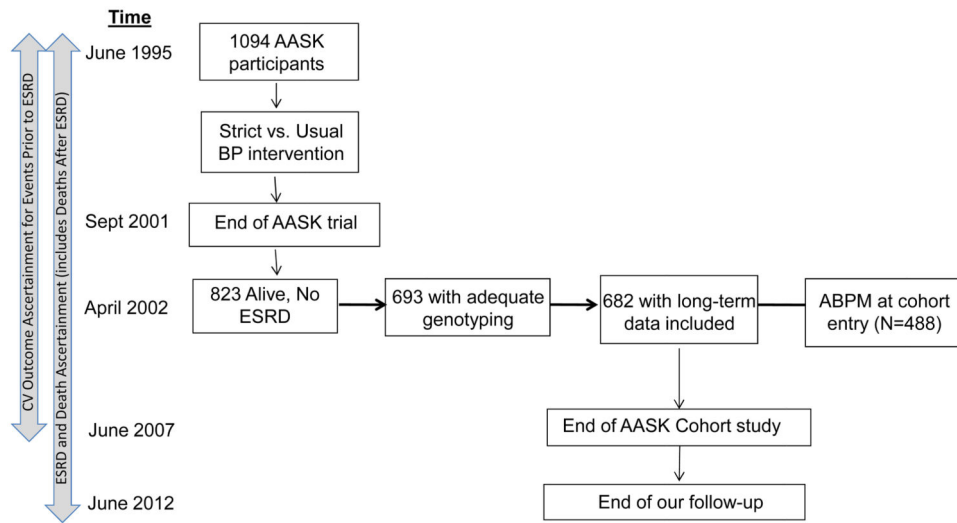 Time
June 1995
1094 AASK
participants
Strict vs. Usual
BP intervention
Sept 2001
End of AASK trial
April 2002
823 Alive, No
ESRD
693 with adequate
genotyping
682 with long-term
data included
ABPM at cohort
entry (N=488)
June 2007
End of AASK Cohort study
June 2012
End of our follow-up
CV Outcome Ascertainment for Events Prior to ESRD
ESRD and Death Ascertainment (includes Deaths After ESRD)